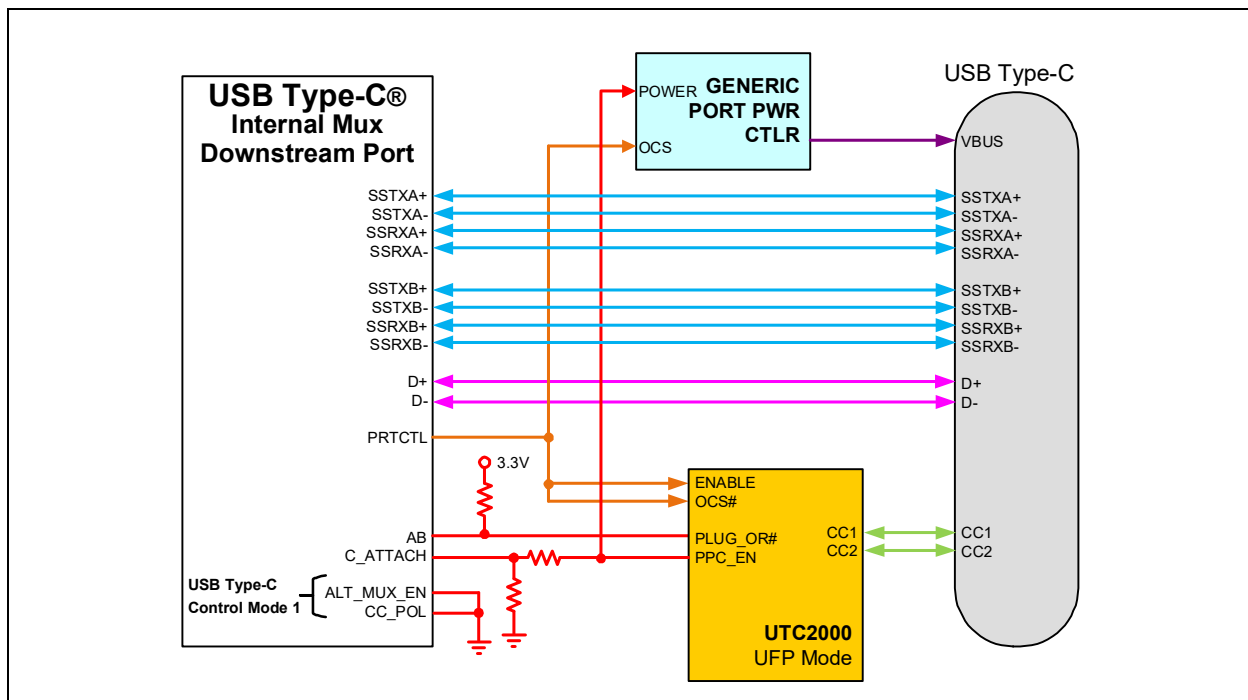 USB Type-C®
Internal Mux
Downstream Port
SSTXA+
SSTXA-
SSRXA+
SSRXA-
SSTXB+
SSTXB-
SSRXB+
SSRXB-
D+
D-
PRTCTL
AB
C_ATTACH
ALT_MUX_EN
CC_POL
USB Type-C
Control Mode 1
3.3V
POWER
GENERIC
PORT PWR
CTLR
OCS
ENABLE
OCS#
PLUG_OR#
PPC_EN
CC1
CC2
UTC2000
UFP Mode
USB Type-C
VBUS
SSTXA+
SSTXA-
SSRXA+
SSRXA-
SSTXB+
SSTXB-
SSRXB+
SSRXB-
D+
D-
CC1
CC2